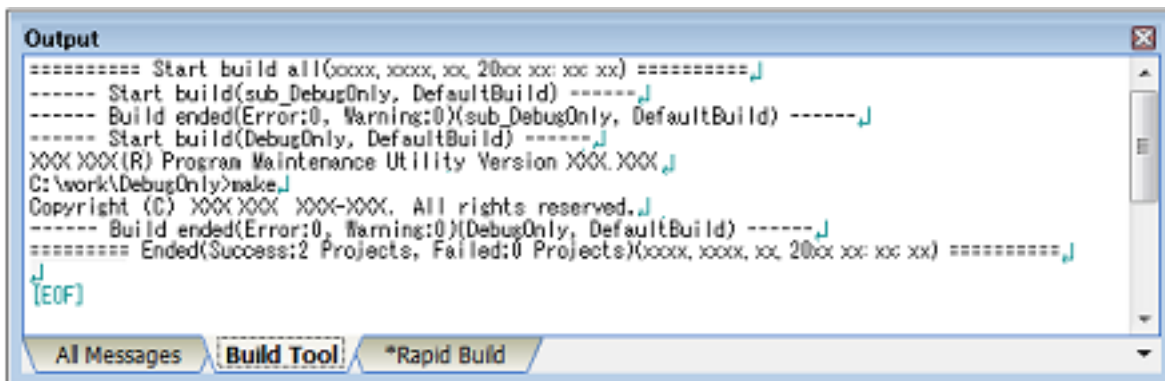 Output
========== Start build all(xxxx, xxxx, xx, 20xx xx: xx: xx) ==========
------ Start build(sub_DebugOnly, DefaultBuild) ------
------ Build ended(Error:0, Warning:0)(sub_DebugOnly, DefaultBuild) ------
------ Start build(DebugOnly, DefaultBuild) ------
XXX XXX(R) Program Maintenance Utility Version XXX.XXX
C:\work\DebugOnly>make
Copyright (C) XXX XXX XXX-XXX. All rights reserved.
------ Build ended(Error:0, Warning:0)(DebugOnly, DefaultBuild) ------
========= Ended(Success:2 Projects, Failed:0 Projects)(xxxx, xxxx, xx, 20xx xx: xx: xx) ==========
[EOF]
All Messages Build Tool *Rapid Build